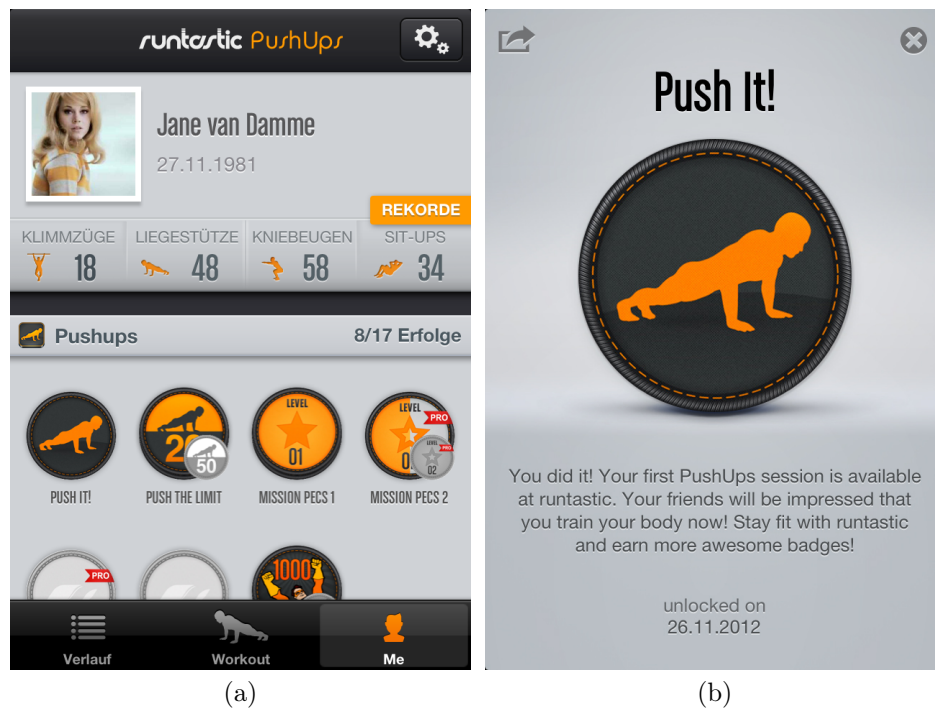 runtastic PushUps
Jane van Damme
27.11.1981
REKORDE
KLIMMZÜGE LIEGESTÜTZE KNIEBEUGEN SIT-UPS
18 48 58 34
Pushups 8/17 Erfolge
LEVEL
01
LEVEL
PRO
50
PRO
02
PUSH IT! PUSH THE LIMIT MISSION PECS 1 MISSION PECS 2
PRO
1000
Verlauf Workout Me
(a)
Push It!
You did it! Your first PushUps session is available
at runtastic. Your friends will be impressed that
you train your body now! Stay fit with runtastic
and earn more awesome badges!
unlocked on
26.11.2012
(b)